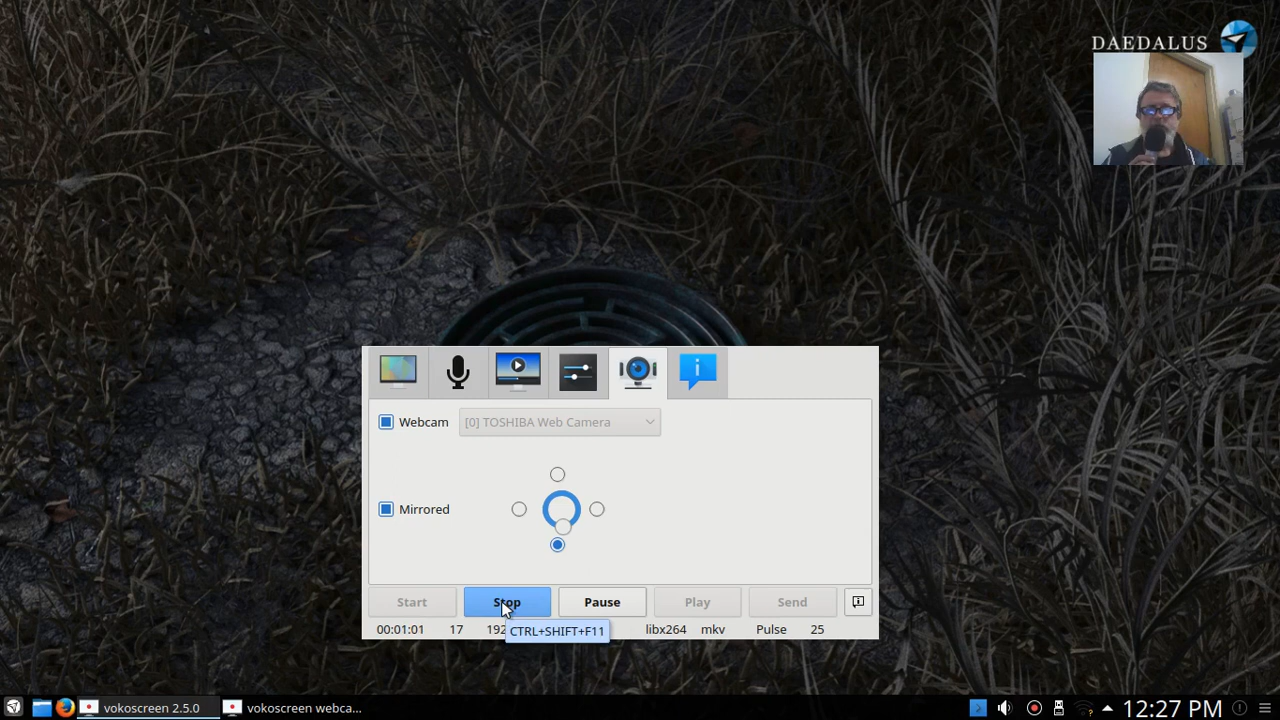 DAEDALUS
Webcam [0] TOSHIBA Web Camera
Mirrored
Start Stop Pause Play Send
00:01:01 17 192 libx264 mkv Pulse 25
CTRL+SHIFT+F11
vokoscreen 2.5.0 vokoscreen webca... 12:27 PM